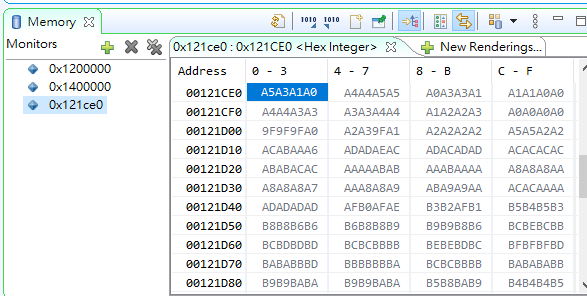 Memory
Monitors
0x1200000
0x1400000
0x121ce0
0x121ce0 : 0x121CE0 <Hex Integer>
New Renderings...
Address 0 - 3 4 - 7 8 - B C - F
00121CE0 A5A3A1A0 A4A4A5A5 A0A3A3A1 A1A1A0A0
00121CF0 A4A4A3A3 A3A3A4A4 A1A2A2A3 A0A0A0A0
00121D00 9F9F9FA0 A2A39FA1 A2A2A2A2 A5A5A2A2
00121D10 ACABAAA6 ADADAEAC ADACADAD ACACACAC
00121D20 ABABACAC AAAAABAB AAABAAAA A8A8A8AA
00121D30 A8A8A8A7 AAA8A8A9 ABA9A9AA ACACAAAA
00121D40 ADADADAD AFB0AFAE B3B2AFB1 B5B4B5B3
00121D50 B8B8B6B6 B6B8B8B9 B9B9B8B6 BCBEBCBB
00121D60 BCBDBDBD BCBCBBBB BEBEBDBC BFBFBFBD
00121D70 BABABBBD BBBBBBBA BCBCBBBB BABABABB
00121D80 B9B9BABA B9B9BABA B5B8BAB9 B4B4B4B5